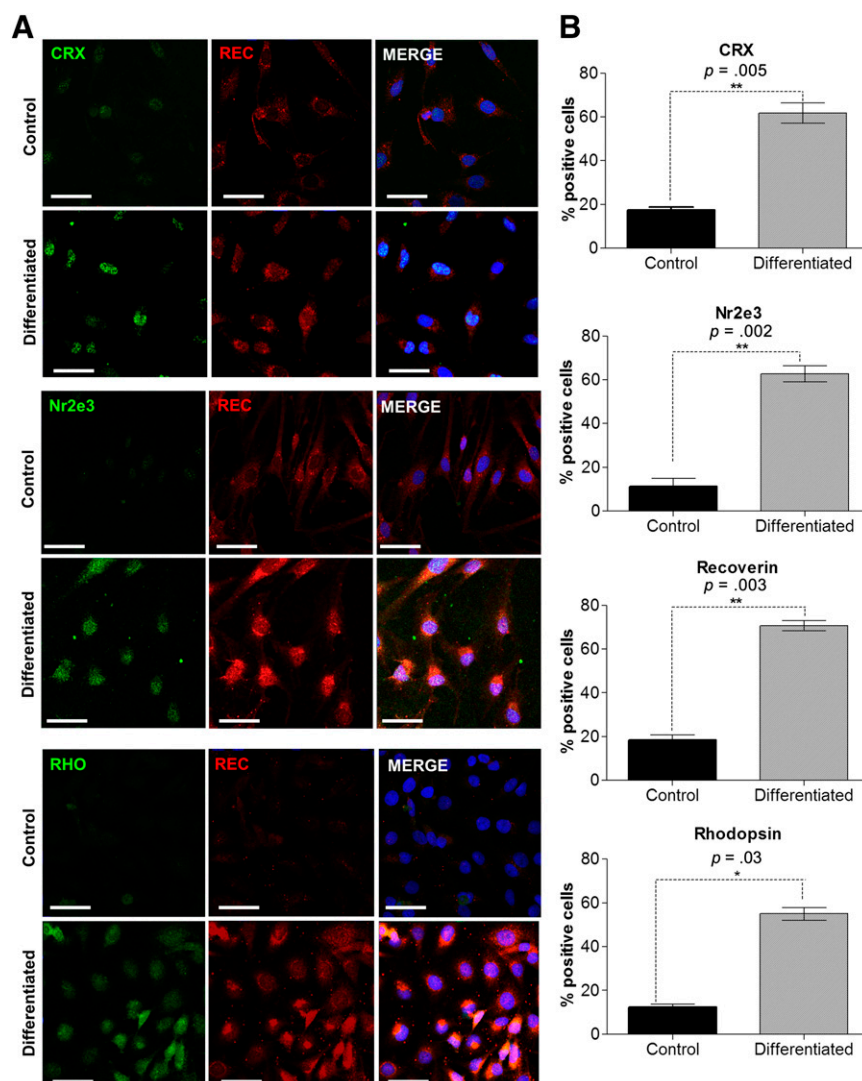 A
CRX
REC
MERGE
Control
Differentiated
Nr2e3
REC
MERGE
Control
Differentiated
RHO
REC
MERGE
Control
Differentiated
B
CRX
p = .005
**
% positive cells
80
60
40
20
0
Control Differentiated
Nr2e3
p = .002
**
% positive cells
80
60
40
20
0
Control Differentiated
Recoverin
p = .003
**
% positive cells
80
60
40
20
0
Control Differentiated
Rhodopsin
p = .03
*
% positive cells
80
60
40
20
0
Control Differentiated